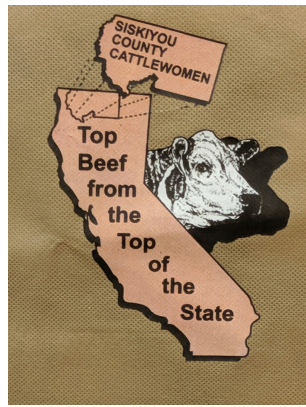 SISKIYOU
COUNTY
CATTLEWOMEN
Top
Beef
from
the
Top
of
the
State